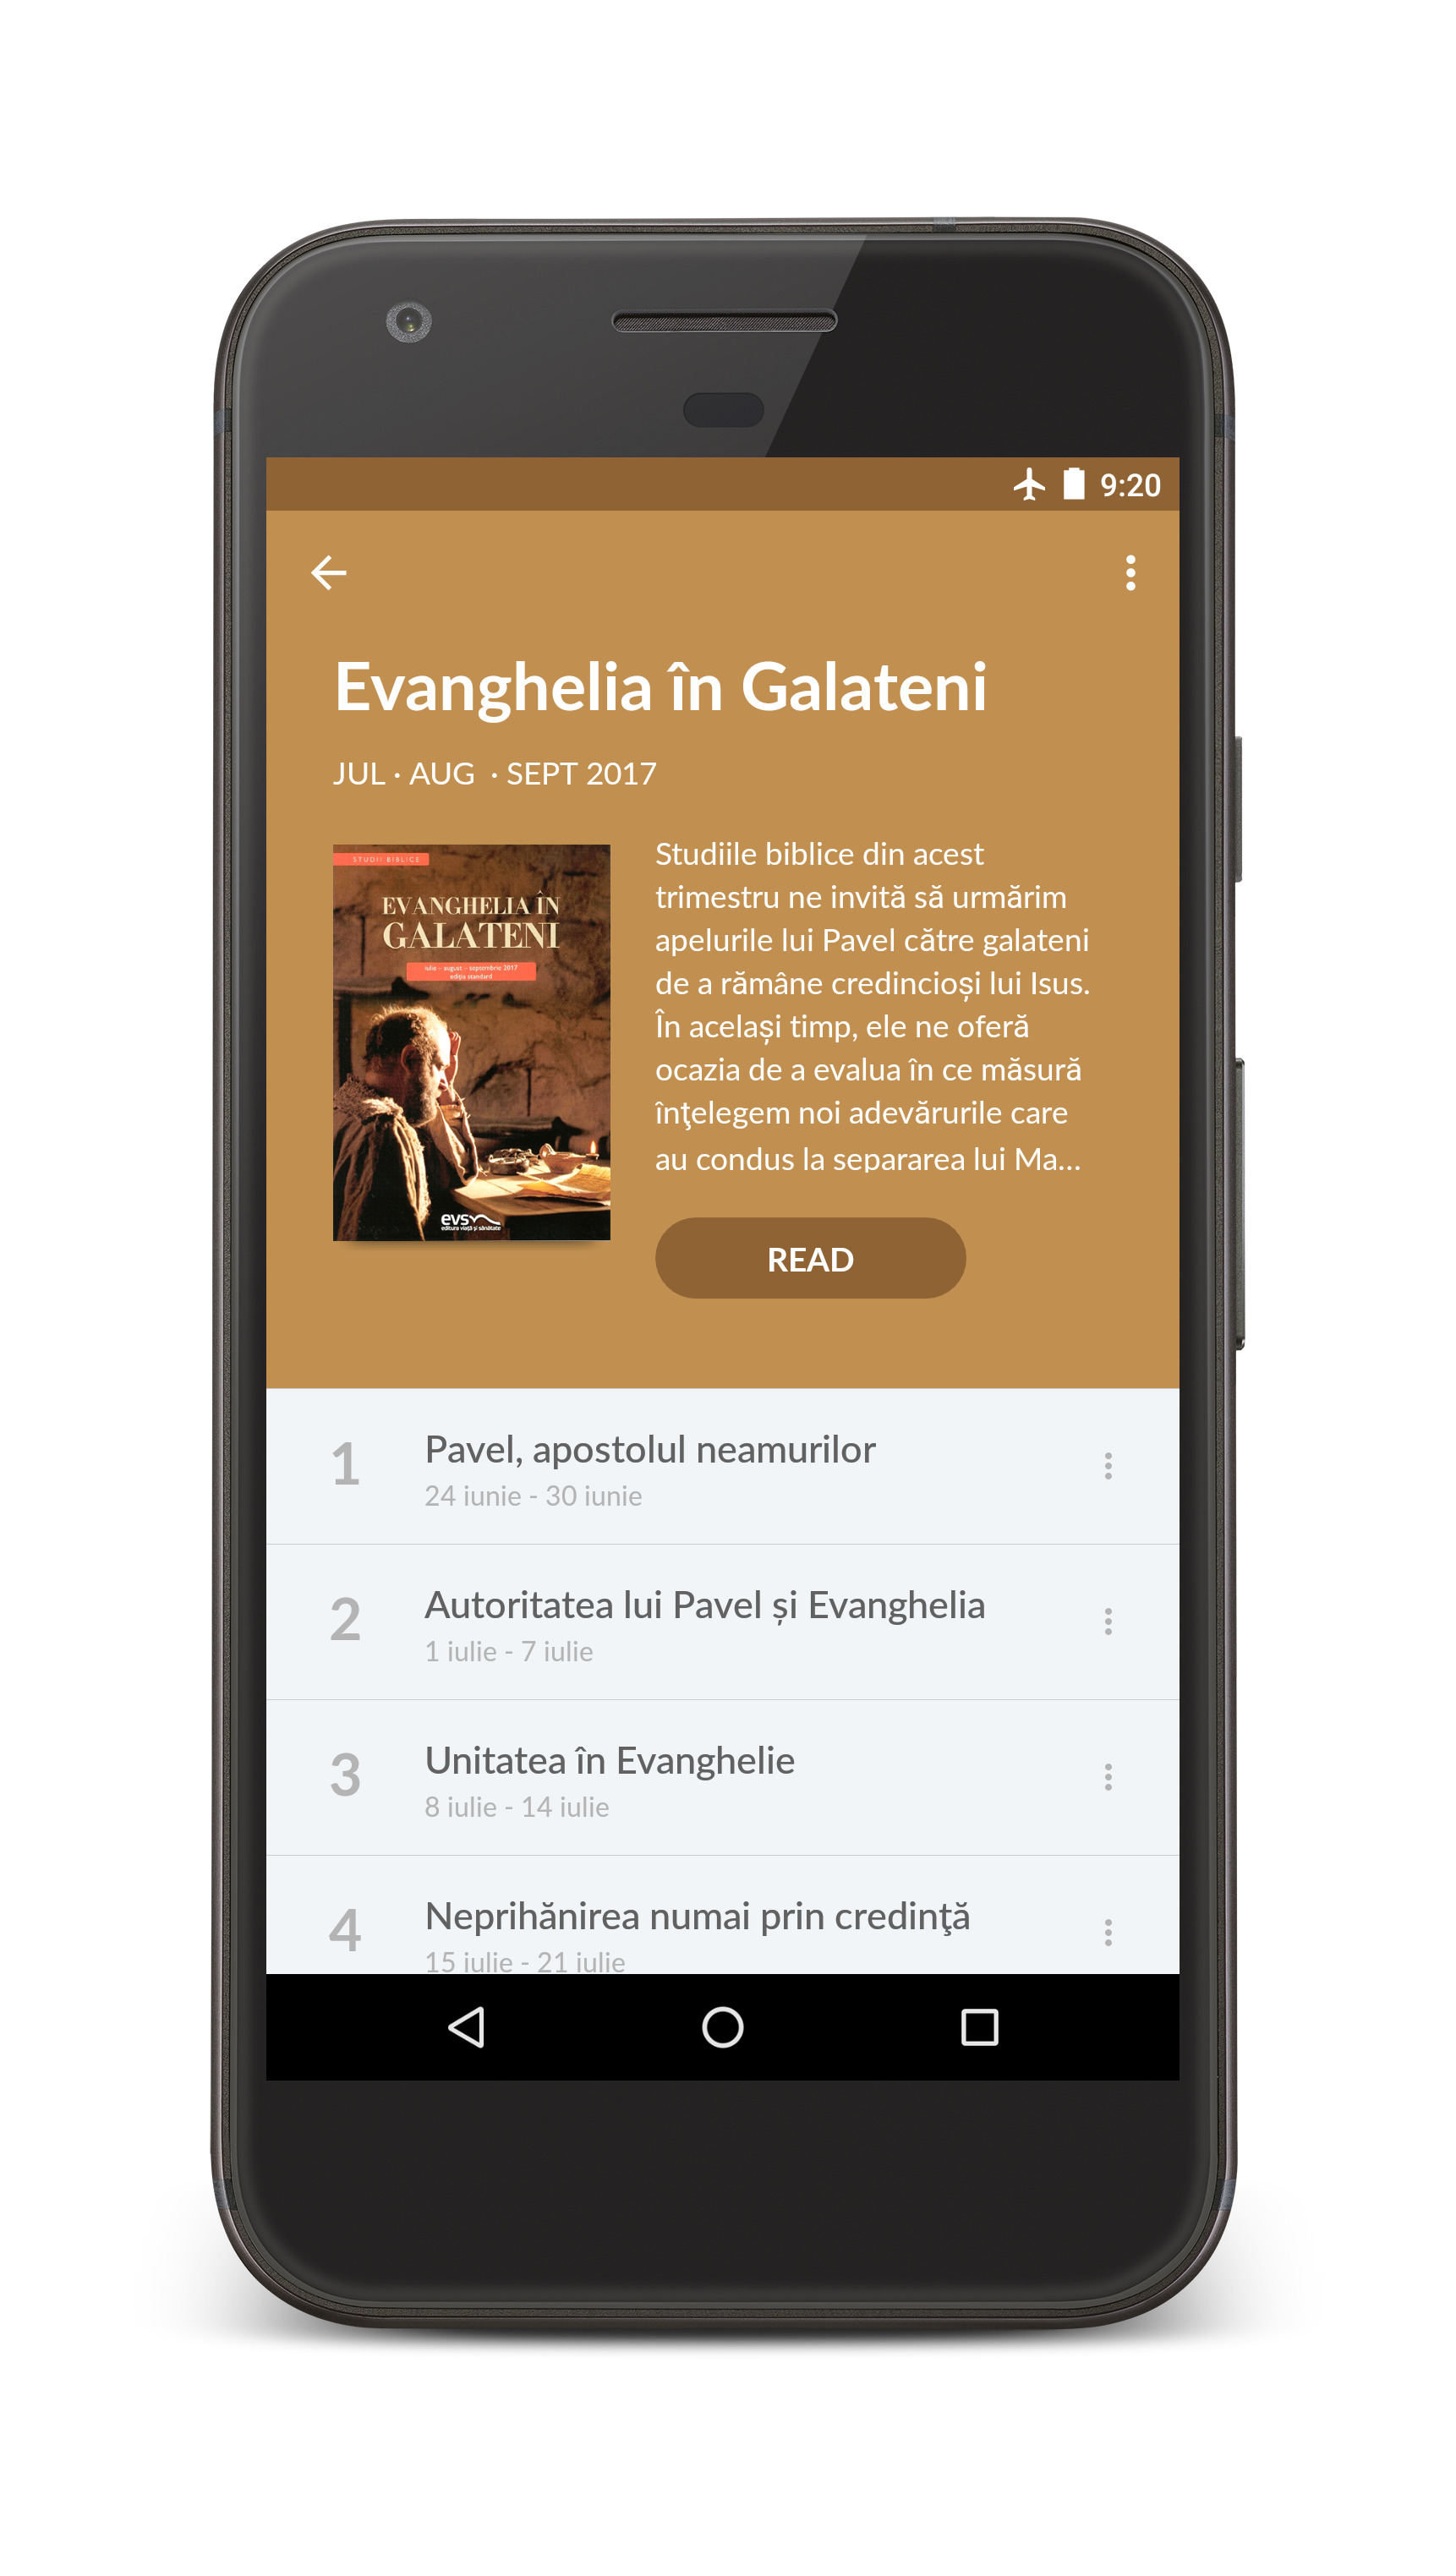 9:20
Evanghelia în Galateni
JUL · AUG · SEPT 2017
STUDII BIBLICE
EVANGHELIA ÎN
GALATENI
iulie – august – septembrie 2017
ediția standard
evs
editura viață și sănătate
Studiile biblice din acest
trimestru ne invită să urmărim
apelurile lui Pavel către galateni
de a rămâne credincioși lui Isus.
În același timp, ele ne oferă
ocazia de a evalua în ce măsură
înţelegem noi adevărurile care
au condus la separarea lui Ma...
READ
1
Pavel, apostolul neamurilor
24 iunie - 30 iunie
2
Autoritatea lui Pavel și Evanghelia
1 iulie - 7 iulie
3
Unitatea în Evanghelie
8 iulie - 14 iulie
4
Neprihănirea numai prin credinţă
15 iulie - 21 iulie